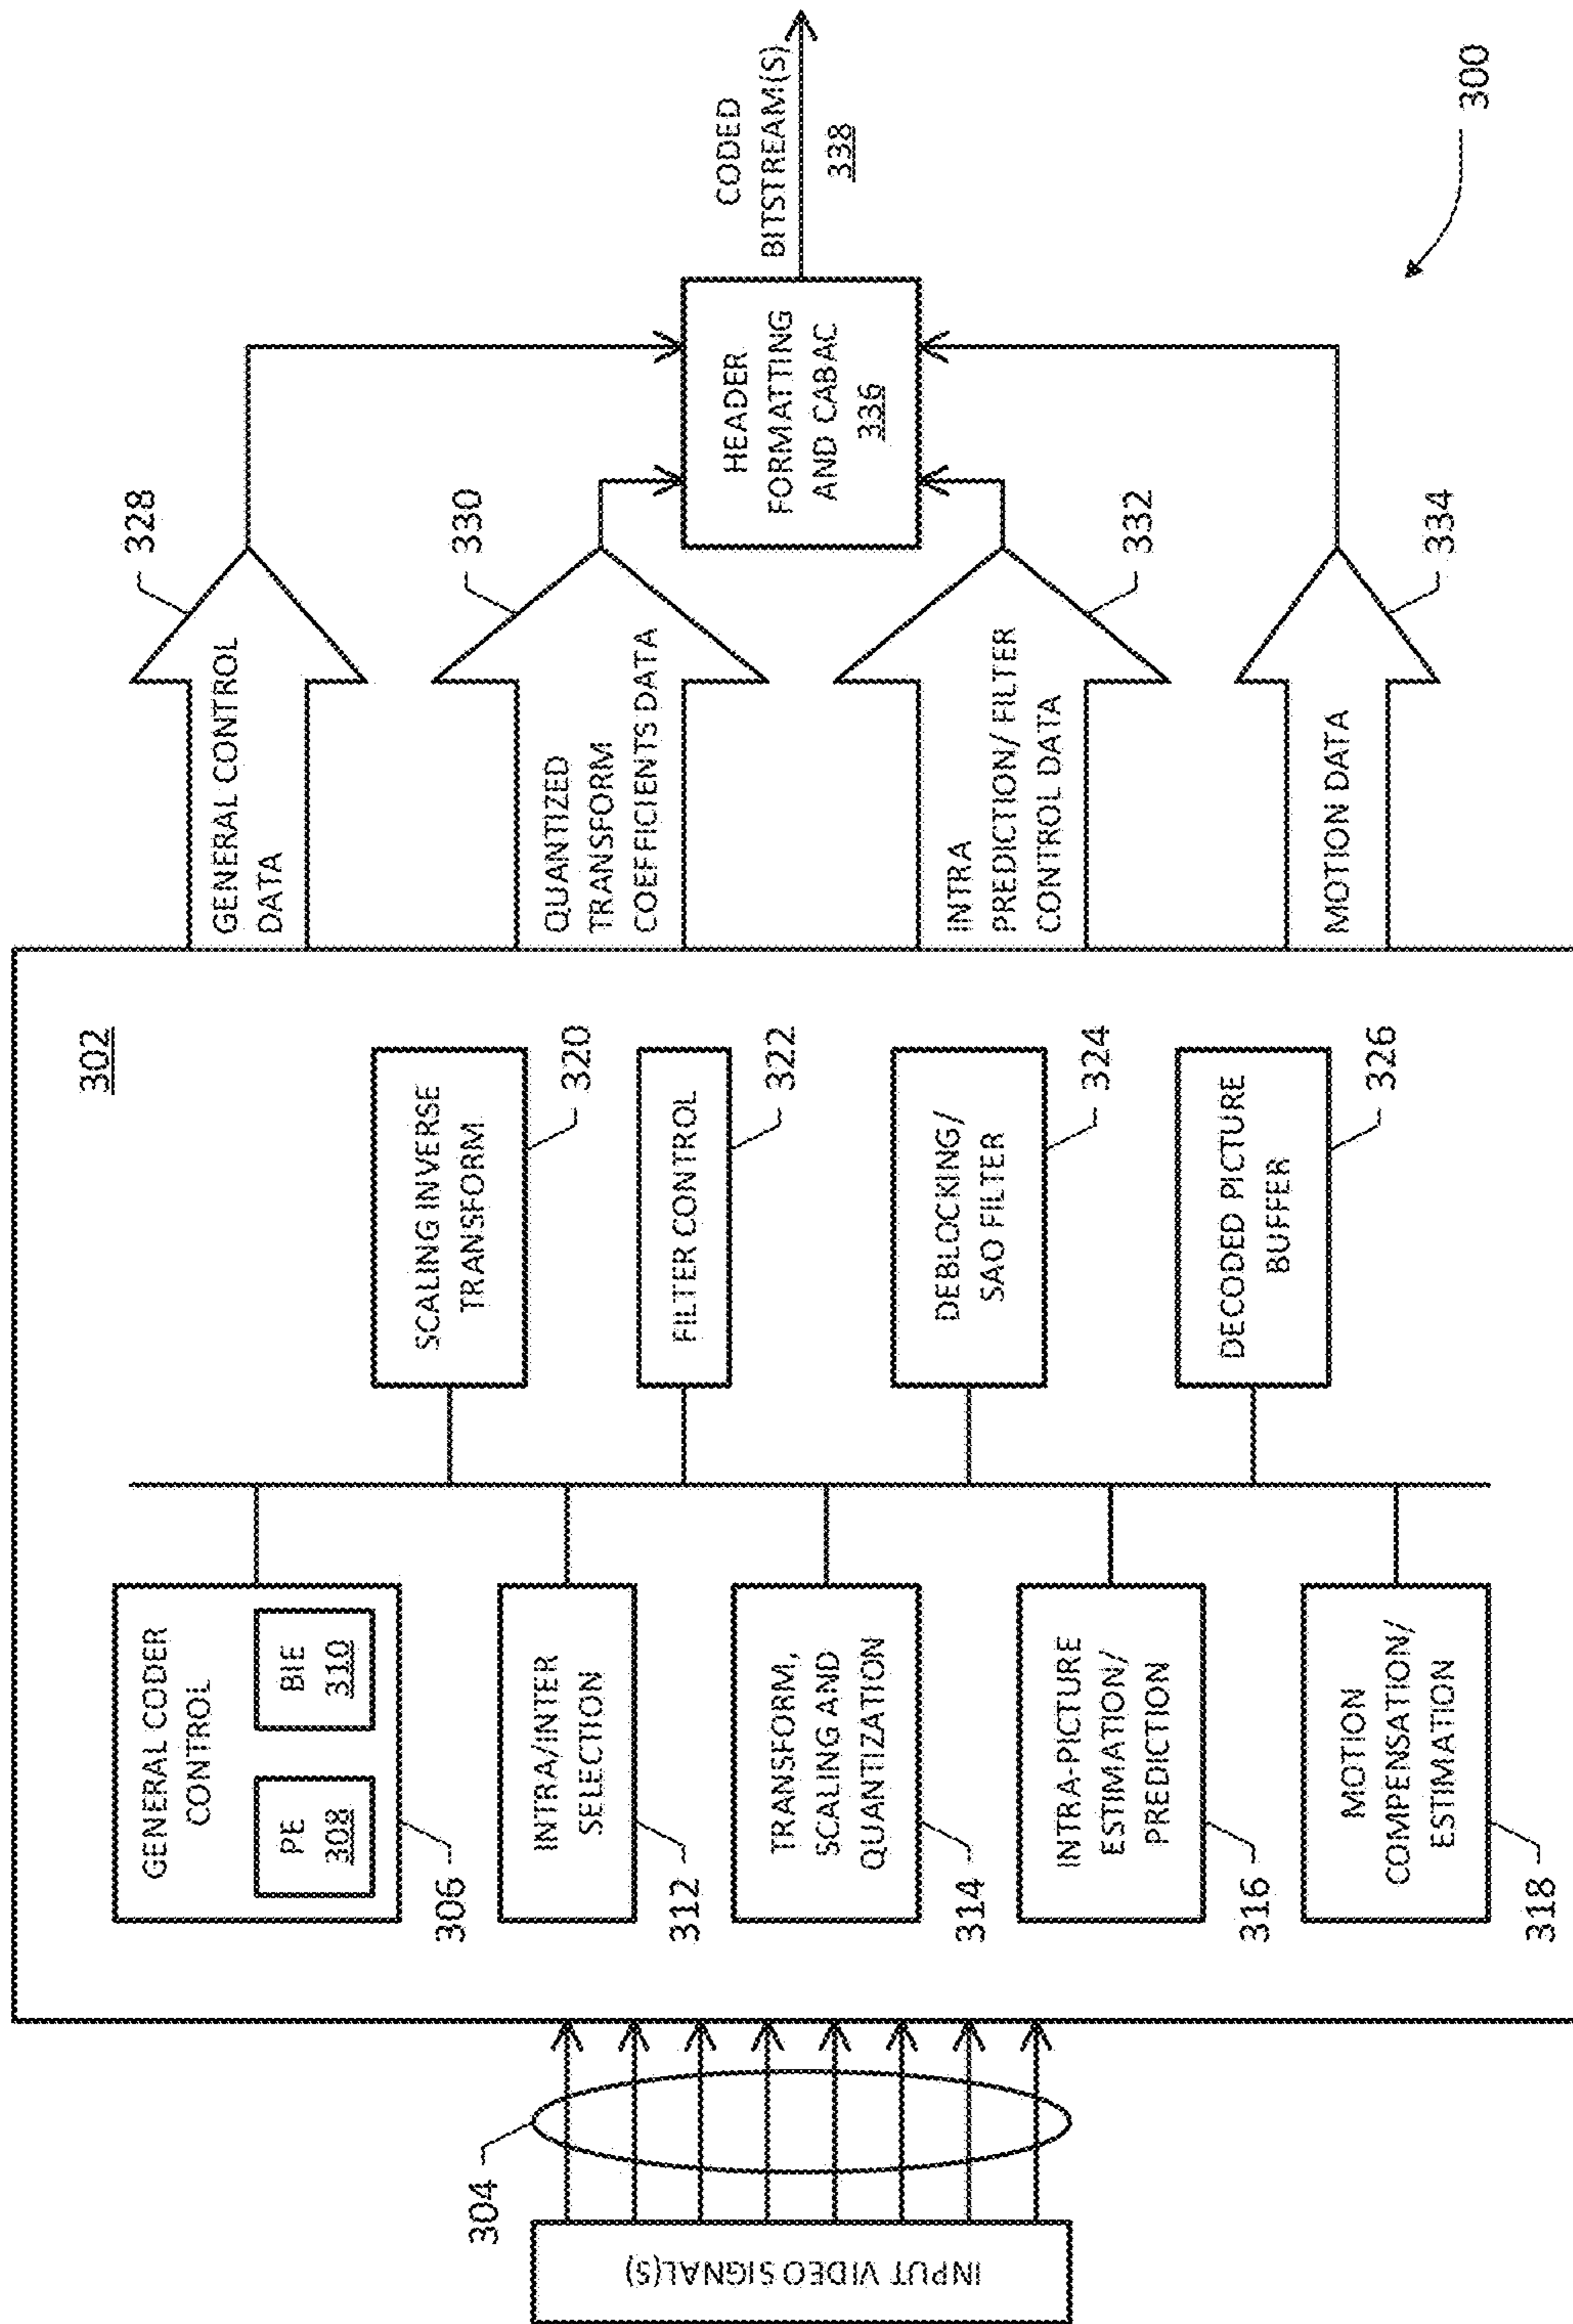 INPUT VIDEO SIGNAL(S)
304
302
GENERAL CODER
CONTROL
PE
308
BIE
310
306
INTRA/INTER
SELECTION
312
TRANSFORM,
SCALING AND
QUANTIZATION
314
INTRA-PICTURE
ESTIMATION/
PREDICTION
316
MOTION
COMPENSATION/
ESTIMATION
318
SCALING INVERSE
TRANSFORM
320
FILTER CONTROL
322
DEBLOCKING/
SAO FILTER
324
DECODED PICTURE
BUFFER
326
GENERAL CONTROL
DATA
328
QUANTIZED
TRANSFORM
COEFFICIENTS DATA
330
INTRA
PREDICTION/ FILTER
CONTROL DATA
332
MOTION DATA
334
HEADER
FORMATTING
AND CABAC
336
CODED
BITSTREAM(S)
338
300